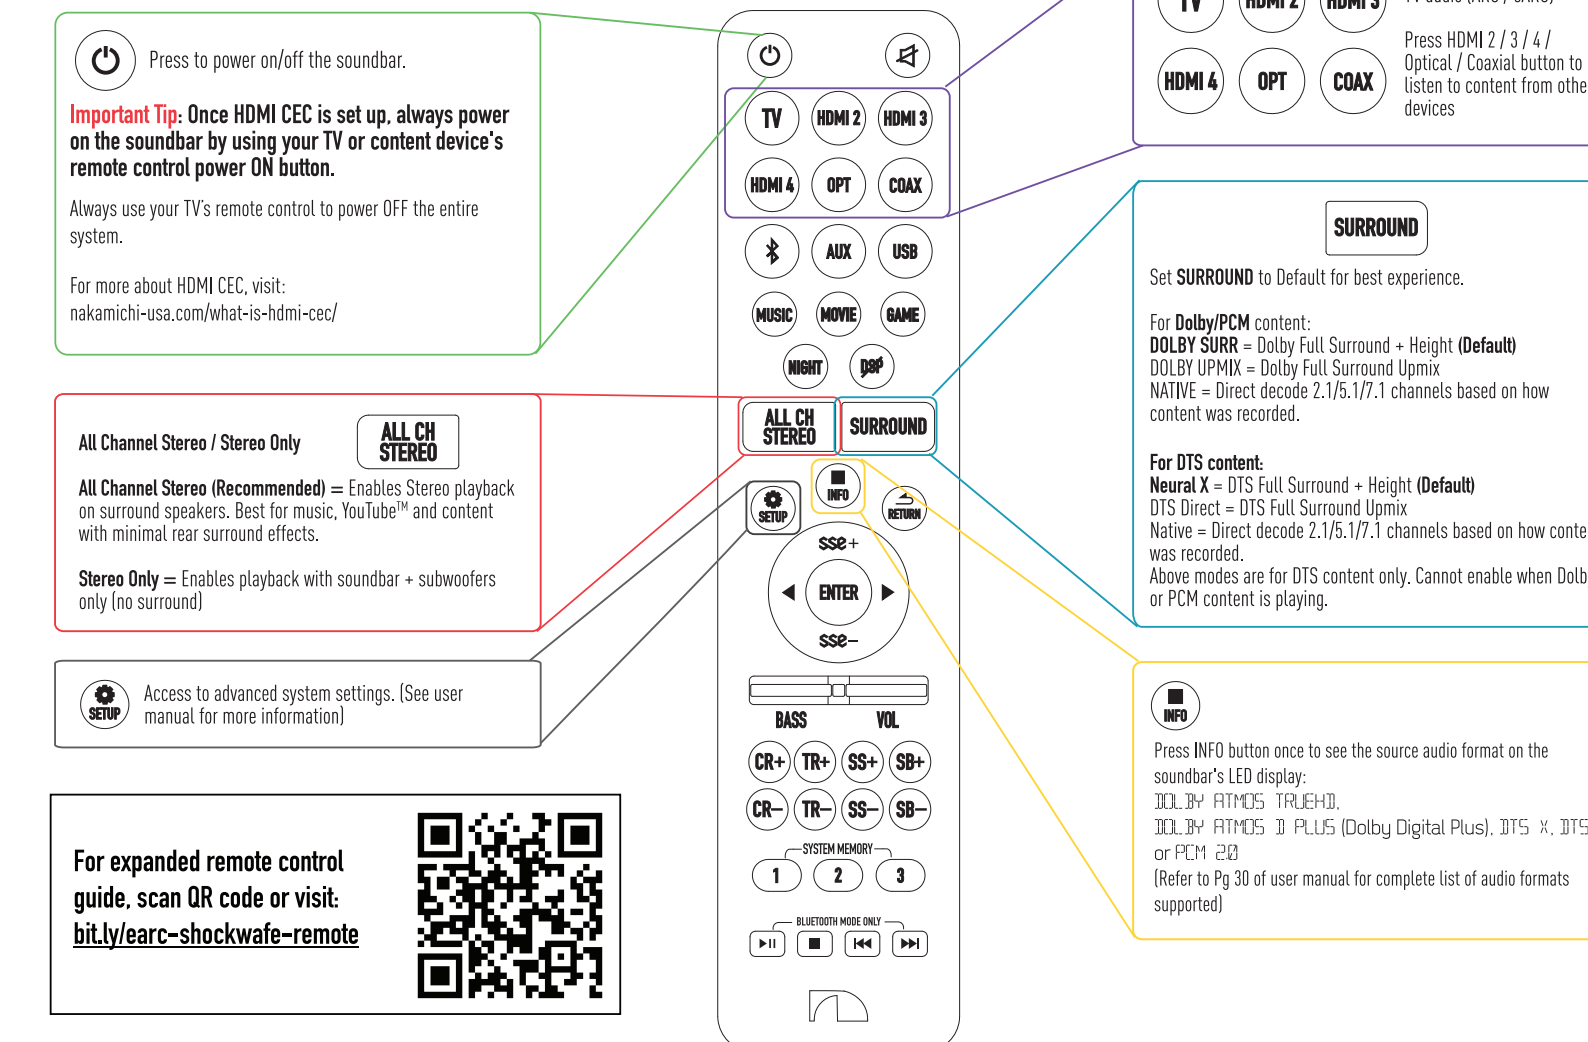 Press to power on/off the soundbar.
Important Tip: Once HDMI CEC is set up, always power
on the soundbar by using your TV or content device's
remote control power ON button.
Always use your TV's remote control to power OFF the entire
system.
For more about HDMI CEC, visit:
nakamichi-usa.com/what-is-hdmi-cec/
All Channel Stereo / Stereo Only
ALL CH
STEREO
All Channel Stereo (Recommended) = Enables Stereo playback
on surround speakers. Best for music, YouTube™ and content
with minimal rear surround effects.
Stereo Only = Enables playback with soundbar + subwoofers
only (no surround)
SETUP
Access to advanced system settings. (See user
manual for more information)
For expanded remote control
guide, scan QR code or visit:
bit.ly/earc-shockwafe-remote
TV HDMI 2 HDMI 3
HDMI 4 OPT COAX
AUX USB
MUSIC MOVIE GAME
NIGHT DSP
ALL CH
STEREO
SURROUND
SETUP
INFO
RETURN
sse+
ENTER
sse−
BASS VOL
CR+ TR+ SS+ SB+
CR− TR− SS− SB−
SYSTEM MEMORY
1 2 3
BLUETOOTH MODE ONLY
TV HDMI 2 HDMI 3
TV audio (ARC / eARC)
HDMI 4 OPT COAX
Press HDMI 2 / 3 / 4 /
Optical / Coaxial button to
listen to content from othe
devices
SURROUND
Set SURROUND to Default for best experience.
For Dolby/PCM content:
DOLBY SURR = Dolby Full Surround + Height (Default)
DOLBY UPMIX = Dolby Full Surround Upmix
NATIVE = Direct decode 2.1/5.1/7.1 channels based on how
content was recorded.
For DTS content:
Neural X = DTS Full Surround + Height (Default)
DTS Direct = DTS Full Surround Upmix
Native = Direct decode 2.1/5.1/7.1 channels based on how conte
was recorded.
Above modes are for DTS content only. Cannot enable when Dolb
or PCM content is playing.
INFO
Press INFO button once to see the source audio format on the
soundbar's LED display:
DOLBY ATMOS TRUEHD,
DOLBY ATMOS D PLUS (Dolby Digital Plus), DTS X, DTS
or PCM 2.0
(Refer to Pg 30 of user manual for complete list of audio formats
supported)